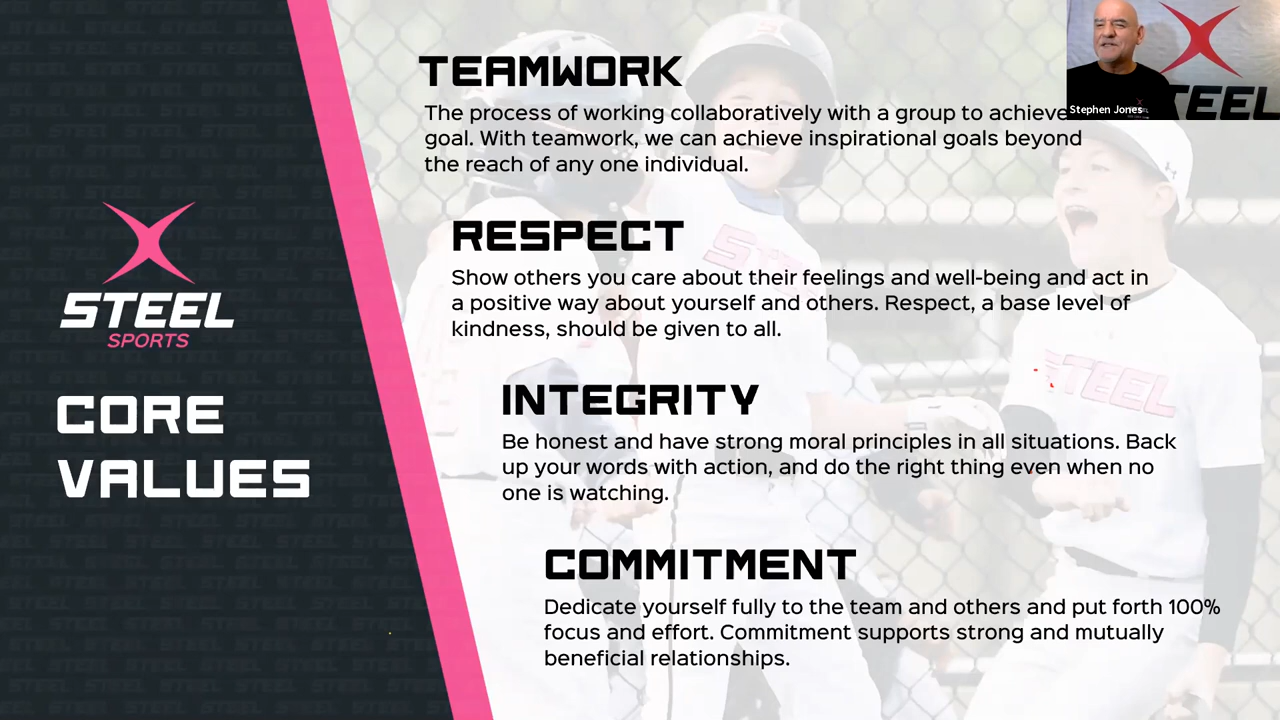 STEEL
SPORTS
CORE
VALUES
TEAMWORK
The process of working collaboratively with a group to achieve
goal. With teamwork, we can achieve inspirational goals beyond
the reach of any one individual.
RESPECT
Show others you care about their feelings and well-being and act in
a positive way about yourself and others. Respect, a base level of
kindness, should be given to all.
INTEGRITY
Be honest and have strong moral principles in all situations. Back
up your words with action, and do the right thing even when no
one is watching.
COMMITMENT
Dedicate yourself fully to the team and others and put forth 100%
focus and effort. Commitment supports strong and mutually
beneficial relationships.
Stephen Jones
TEEL
STEEL
STEEL